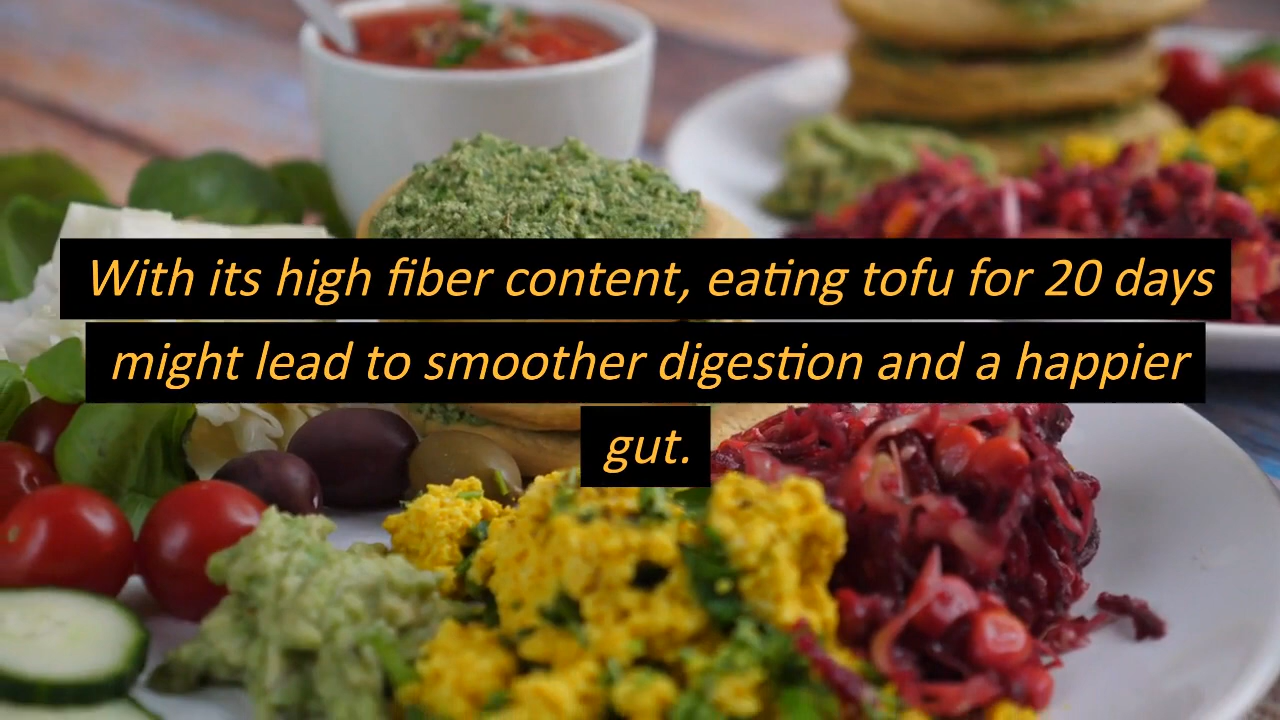 With its high fiber content, eating tofu for 20 days
might lead to smoother digestion and a happier
gut.